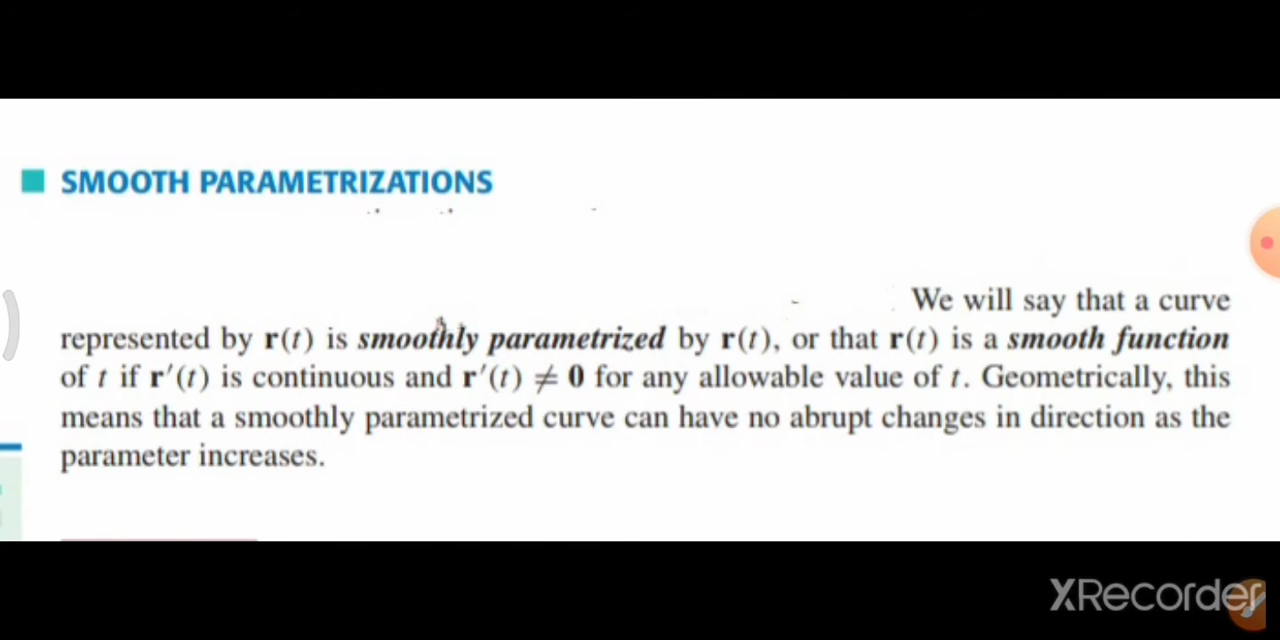 SMOOTH PARAMETRIZATIONS
We will say that a curve
represented by r(t) is smoothly parametrized by r(t), or that r(t) is a smooth function
of t if r′(t) is continuous and r′(t) ≠ 0 for any allowable value of t. Geometrically, this
means that a smoothly parametrized curve can have no abrupt changes in direction as the
parameter increases.
XRecorder